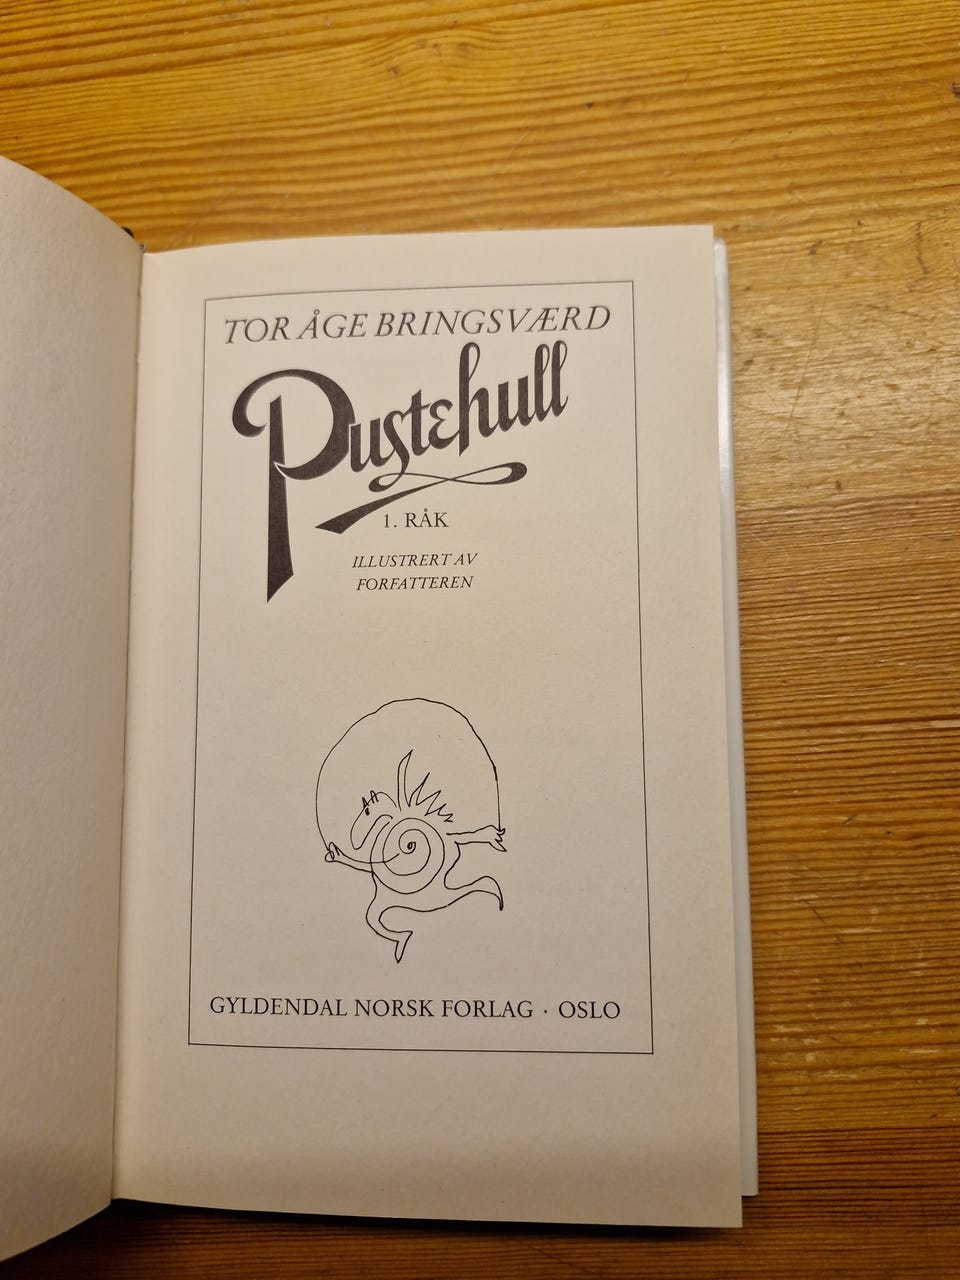 TOR ÅGE BRINGSVÆRD
Pustehull
1. RÅK
ILLUSTRERT AV
FORFATTEREN
GYLDENDAL NORSK FORLAG · OSLO